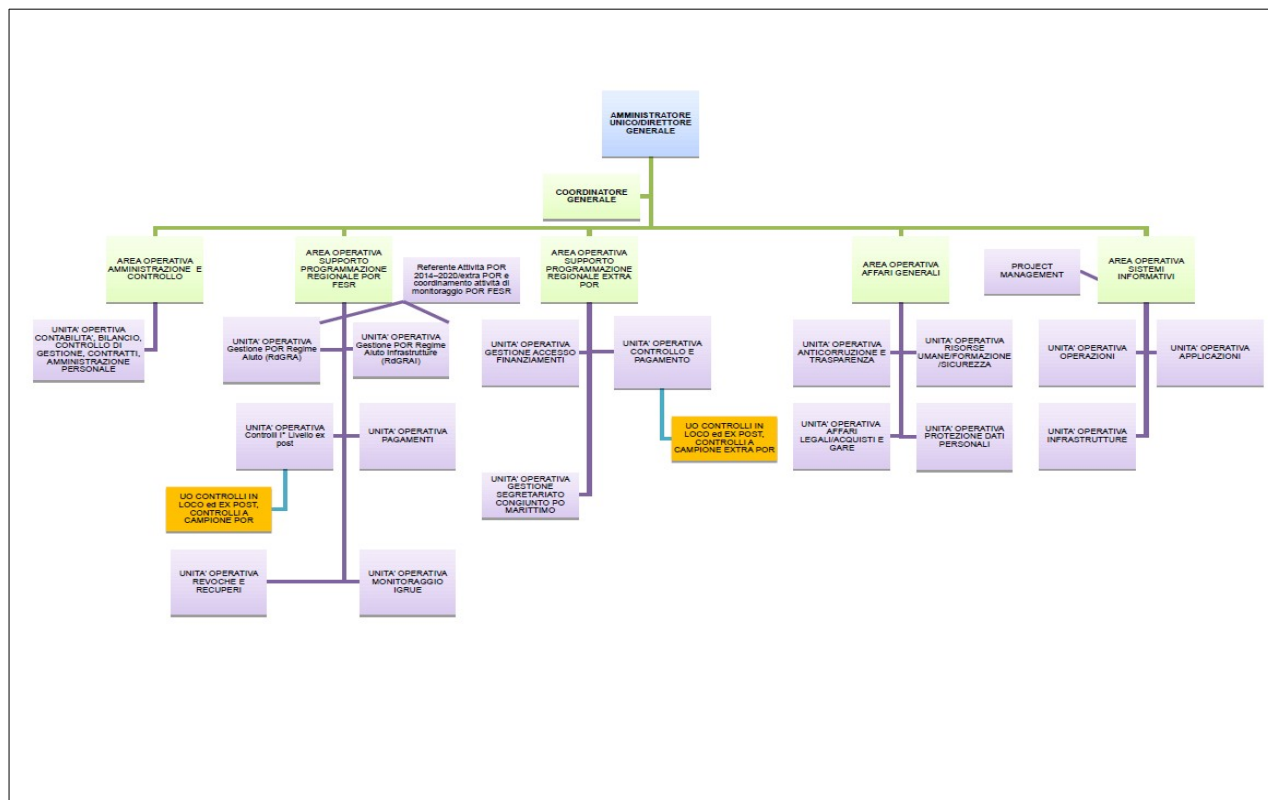 AMMINISTRATORE
UNICO/DIRETTORE
GENERALE
COORDINATORE
GENERALE
AREA OPERATIVA
AMMINISTRAZIONE E
CONTROLLO
AREA OPERATIVA
SUPPORTO
PROGRAMMAZIONE
REGIONALE POR
FESR
Referente Attività POR
2014–2020/extra POR e
coordinamento attività di
monitoraggio POR FESR
AREA OPERATIVA
SUPPORTO
PROGRAMMAZIONE
REGIONALE EXTRA
POR
AREA OPERATIVA
AFFARI GENERALI
PROJECT
MANAGEMENT
AREA OPERATIVA
SISTEMI
INFORMATIVI
UNITA' OPERTIVA
CONTABILITA', BILANCIO,
CONTROLLO DI
GESTIONE, CONTRATTI,
AMMINISTRAZIONE
PERSONALE
UNITA' OPERATIVA
Gestione POR Regime
Aiuto (RdGRA)
UNITA' OPERATIVA
Gestione POR Regime
Aiuto Infrastrutture
(RdGRAI)
UNITA' OPERATIVA
GESTIONE ACCESSO
FINANZIAMENTI
UNITA' OPERATIVA
CONTROLLO E
PAGAMENTO
UNITA' OPERATIVA
ANTICORRUZIONE E
TRASPARENZA
UNITA' OPERATIVA
RISORSE
UMANE/FORMAZIONE
/SICUREZZA
UNITA' OPERATIVA
OPERAZIONI
UNITA' OPERATIVA
APPLICAZIONI
UNITA' OPERATIVA
Controlli I° Livello ex
post
UNITA' OPERATIVA
PAGAMENTI
UO CONTROLLI IN
LOCO ed EX POST,
CONTROLLI A
CAMPIONE EXTRA POR
UNITA' OPERATIVA
AFFARI
LEGALI/ACQUISTI E
GARE
UNITA' OPERATIVA
PROTEZIONE DATI
PERSONALI
UNITA' OPERATIVA
INFRASTRUTTURE
UO CONTROLLI IN
LOCO ed EX POST,
CONTROLLI A
CAMPIONE POR
UNITA' OPERATIVA
GESTIONE
SEGRETARIATO
CONGIUNTO PO
MARITTIMO
UNITA' OPERATIVA
REVOCHE E
RECUPERI
UNITA' OPERATIVA
MONITORAGGIO
IGRUE